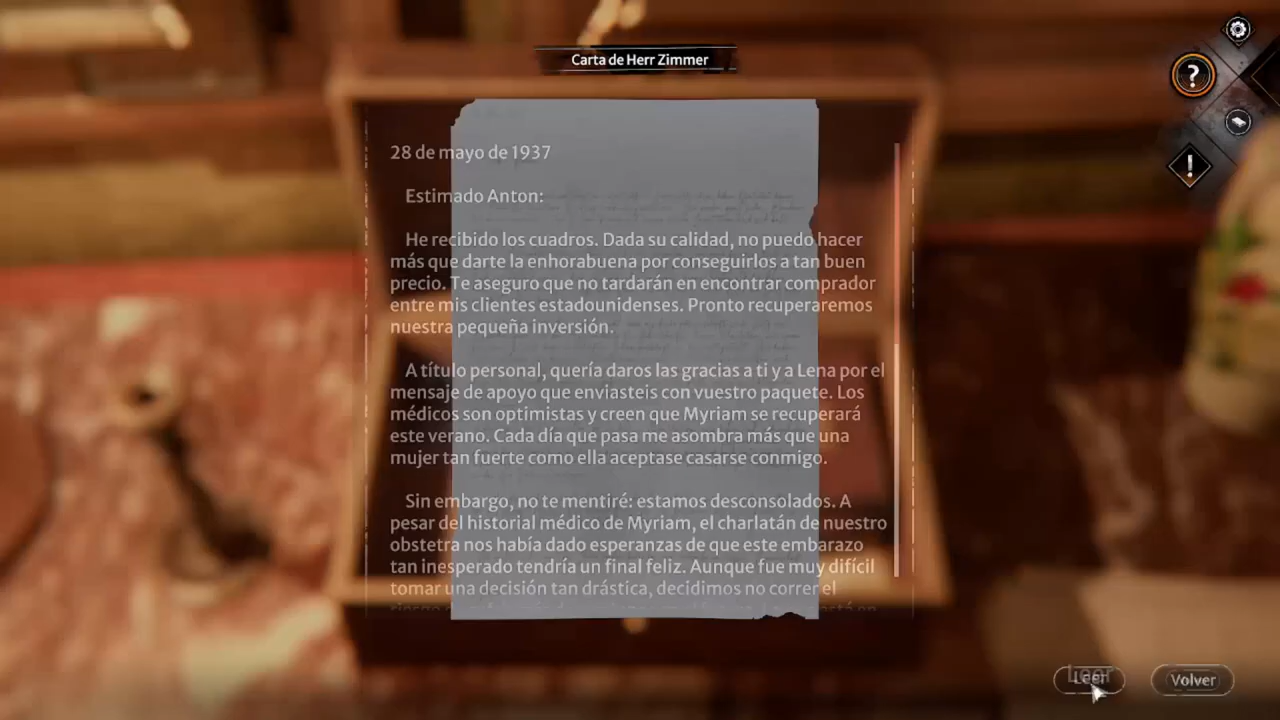 Carta de Herr Zimmer
28 de mayo de 1937
Estimado Anton:
He recibido los cuadros. Dada su calidad, no puedo hacer
más que darte la enhorabuena por conseguirlos a tan buen
precio. Te aseguro que no tardarán en encontrar comprador
entre mis clientes estadounidenses. Pronto recuperaremos
nuestra pequeña inversión.
A título personal, quería daros las gracias a ti y a Lena por el
mensaje de apoyo que enviasteis con vuestro paquete. Los
médicos son optimistas y creen que Myriam se recuperará
este verano. Cada día que pasa me asombra más que una
mujer tan fuerte como ella aceptase casarse conmigo.
Sin embargo, no te mentiré: estamos desconsolados. A
pesar del historial médico de Myriam, el charlatán de nuestro
obstetra nos había dado esperanzas de que este embarazo
tan inesperado tendría un final feliz. Aunque fue muy difícil
tomar una decisión tan drástica, decidimos no correr el
Leer
Volver